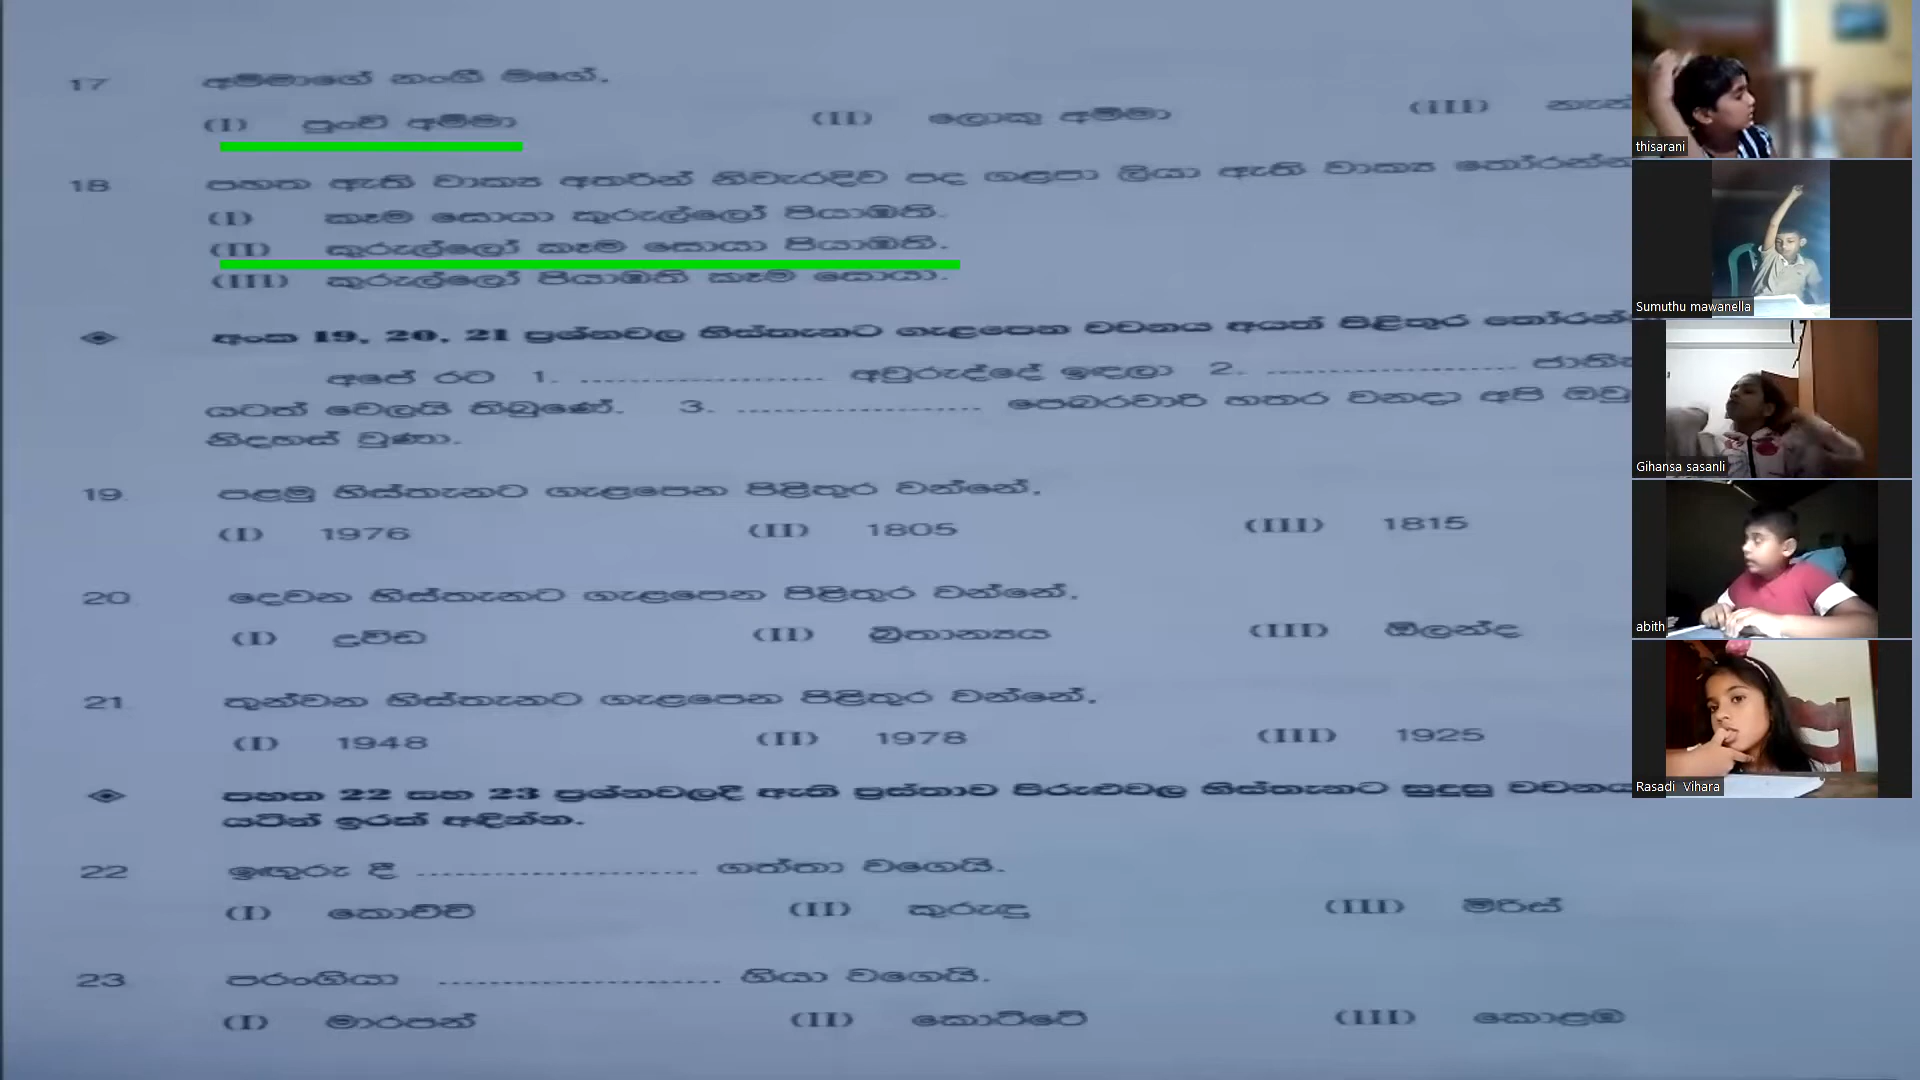 17 අම්මාගේ නංගී මගේ.
(I) පුංචි අම්මා (II) ලොකු අම්මා (III)
18 පහත ඇති වාක්‍ය අතරින් නිවැරදිව පද ගළපා ලියා ඇති වාක්‍ය තෝරන්න
(I) කෑම සොයා කුරුල්ලෝ පියාඹති.
(II) කුරුල්ලෝ කෑම සොයා පියාඹති.
(III) කුරුල්ලෝ පියාඹති කෑම සොයා.
අංක 19, 20, 21 ප්‍රශ්නවල හිස්තැනට ගැළපෙන වචනය අයත් පිළිතුර තෝරන්න
අපේ රට 1. ........................ අවුරුද්දේ ඉඳලා 2. ........................
යටත් වෙලයි තිබුණේ. 3. ........................ පෙබරවාරි හතර වනදා අපි
නිදහස් වුණා.
19. පළමු හිස්තැනට ගැළපෙන පිළිතුර වන්නේ.
(I) 1976 (II) 1805 (III) 1815
20 දෙවන හිස්තැනට ගැළපෙන පිළිතුර වන්නේ.
(I) ද්‍රවිඩ (II) බ්‍රිතාන්‍යය (III) ඕලන්ද
21. තුන්වන හිස්තැනට ගැළපෙන පිළිතුර වන්නේ.
(I) 1948 (II) 1978 (III) 1925
පහත 22 සහ 23 ප්‍රශ්නවලදී ඇති ප්‍රස්තාව පිරුළුවල හිස්තැනට සුදුසු වචනය
යටින් ඉරක් අඳින්න.
22 ඉඟුරු දී ............................ ගත්තා වගෙයි.
(I) කොච්චි (II) කුරුඳු (III) මිරිස්
23 පරංගියා ............................ ගියා වගෙයි.
(I) මාරපන් (II) කොට්ටේ (III) කොළඹ
thisarani
Sumuthu mawanella
Gihansa sasanli
abith
Rasadi Vihara